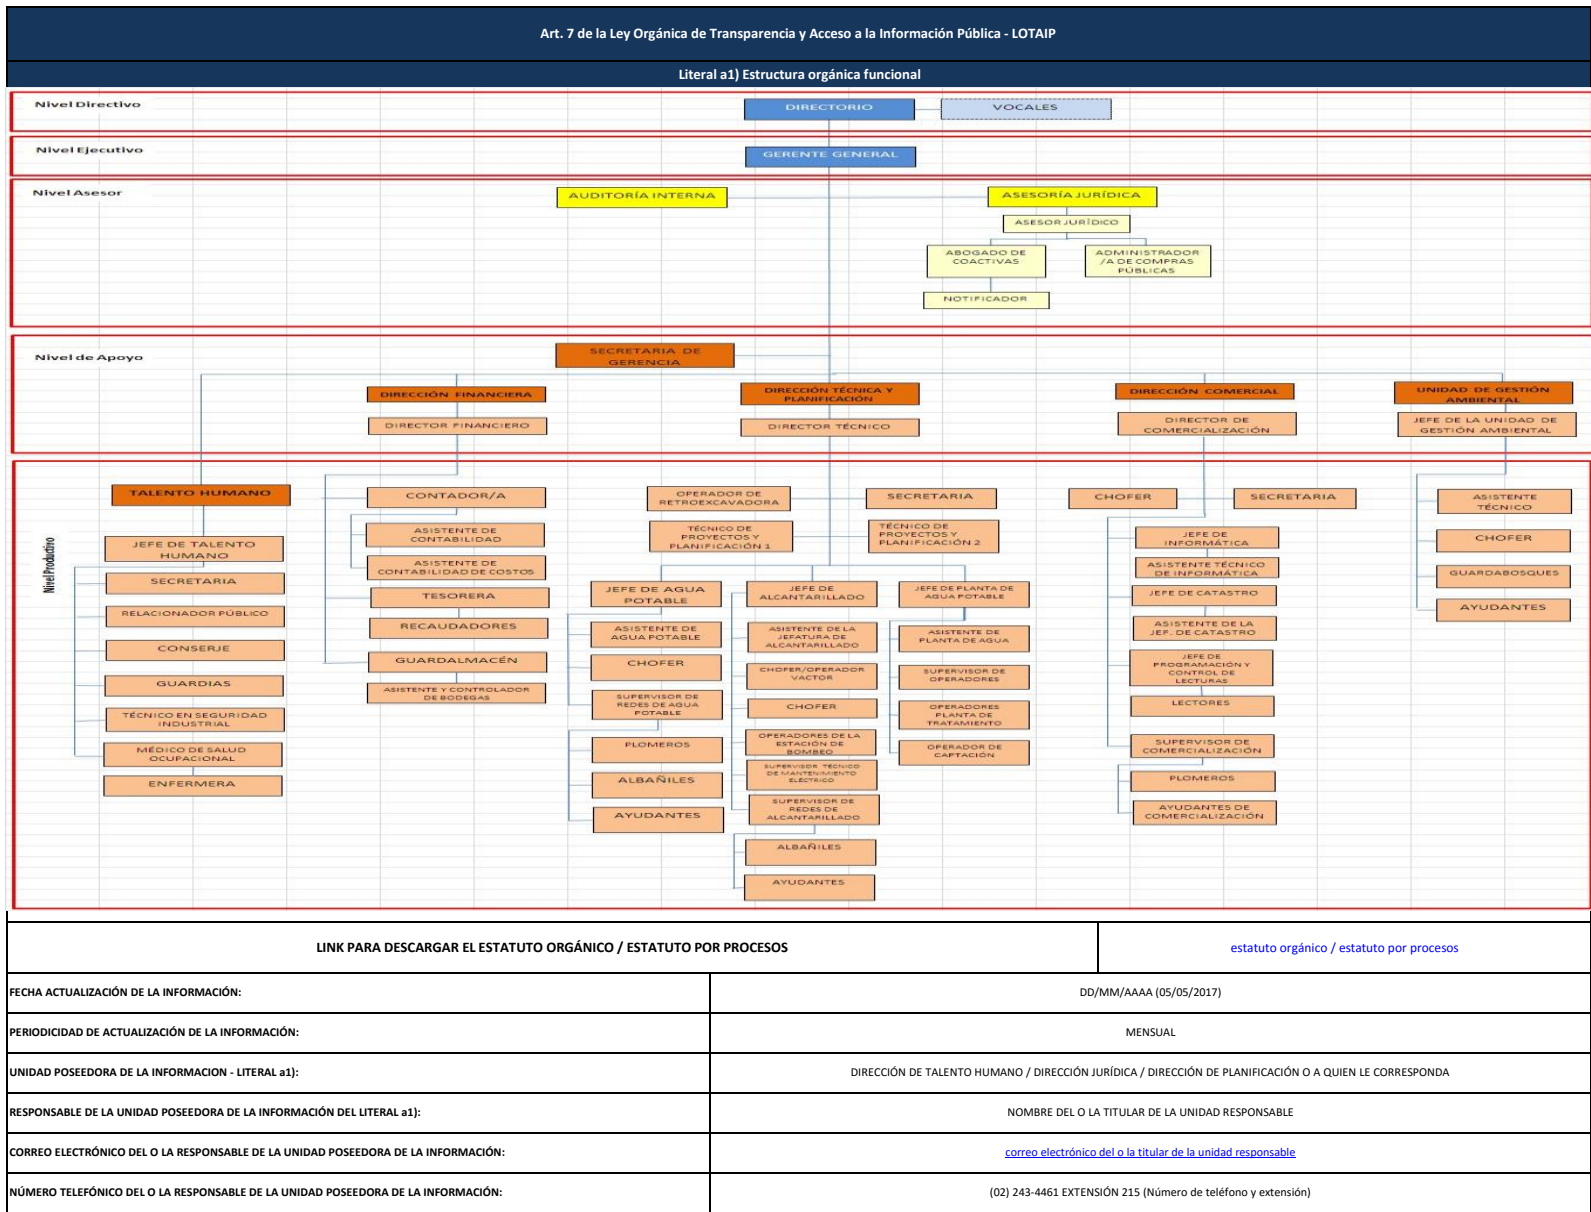 Art. 7 de la Ley Orgánica de Transparencia y Acceso a la Información Pública - LOTAIP
Literal a1) Estructura orgánica funcional
Nivel Directivo
DIRECTORIO
VOCALES
Nivel Ejecutivo
GERENTE GENERAL
Nivel Asesor
AUDITORÍA INTERNA
ASESORÍA JURÍDICA
ASESOR JURÍDICO
ABOGADO DE
COACTIVAS
ADMINISTRADOR
/A DE COMPRAS
PÚBLICAS
NOTIFICADOR
Nivel de Apoyo
SECRETARIA DE
GERENCIA
DIRECCIÓN FINANCIERA
DIRECCIÓN TÉCNICA Y
PLANIFICACIÓN
DIRECCIÓN COMERCIAL
UNIDAD DE GESTIÓN
AMBIENTAL
DIRECTOR FINANCIERO
DIRECTOR TÉCNICO
DIRECTOR DE
COMERCIALIZACIÓN
JEFE DE LA UNIDAD DE
GESTIÓN AMBIENTAL
Nivel Productivo
TALENTO HUMANO
JEFE DE TALENTO
HUMANO
SECRETARIA
RELACIONADOR PÚBLICO
CONSERJE
GUARDIAS
TÉCNICO EN SEGURIDAD
INDUSTRIAL
MÉDICO DE SALUD
OCUPACIONAL
ENFERMERA
CONTADOR/A
ASISTENTE DE
CONTABILIDAD
ASISTENTE DE
CONTABILIDAD DE COSTOS
TESORERA
RECAUDADORES
GUARDALMACÉN
ASISTENTE Y CONTROLADOR
DE BODEGAS
OPERADOR DE
RETROEXCAVADORA
SECRETARIA
TÉCNICO DE
PROYECTOS Y
PLANIFICACIÓN 1
TÉCNICO DE
PROYECTOS Y
PLANIFICACIÓN 2
JEFE DE AGUA
POTABLE
ASISTENTE DE
AGUA POTABLE
CHOFER
SUPERVISOR DE
REDES DE AGUA
POTABLE
PLOMEROS
ALBAÑILES
AYUDANTES
JEFE DE
ALCANTARILLADO
ASISTENTE DE LA
JEFATURA DE
ALCANTARILLADO
CHOFER/OPERADOR
VACTOR
CHOFER
OPERADORES DE LA
ESTACIÓN DE
BOMBEO
SUPERVISOR TÉCNICO
DE MANTENIMIENTO
ELÉCTRICO
SUPERVISOR DE
REDES DE
ALCANTARILLADO
ALBAÑILES
AYUDANTES
JEFE DE PLANTA DE
AGUA POTABLE
ASISTENTE DE
PLANTA DE AGUA
SUPERVISOR DE
OPERADORES
OPERADORES
PLANTA DE
TRATAMIENTO
OPERADOR DE
CAPTACIÓN
CHOFER
SECRETARIA
JEFE DE
INFORMÁTICA
ASISTENTE TÉCNICO
DE INFORMÁTICA
JEFE DE CATASTRO
ASISTENTE DE LA
JEF. DE CATASTRO
JEFE DE
PROGRAMACIÓN Y
CONTROL DE
LECTURAS
LECTORES
SUPERVISOR DE
COMERCIALIZACIÓN
PLOMEROS
AYUDANTES DE
COMERCIALIZACIÓN
ASISTENTE
TÉCNICO
CHOFER
GUARDABOSQUES
AYUDANTES
LINK PARA DESCARGAR EL ESTATUTO ORGÁNICO / ESTATUTO POR PROCESOS
estatuto orgánico / estatuto por procesos
FECHA ACTUALIZACIÓN DE LA INFORMACIÓN:
DD/MM/AAAA (05/05/2017)
PERIODICIDAD DE ACTUALIZACIÓN DE LA INFORMACIÓN:
MENSUAL
UNIDAD POSEEDORA DE LA INFORMACION - LITERAL a1):
DIRECCIÓN DE TALENTO HUMANO / DIRECCIÓN JURÍDICA / DIRECCIÓN DE PLANIFICACIÓN O A QUIEN LE CORRESPONDA
RESPONSABLE DE LA UNIDAD POSEEDORA DE LA INFORMACIÓN DEL LITERAL a1):
NOMBRE DEL O LA TITULAR DE LA UNIDAD RESPONSABLE
CORREO ELECTRÓNICO DEL O LA RESPONSABLE DE LA UNIDAD POSEEDORA DE LA INFORMACIÓN:
correo electrónico del o la titular de la unidad responsable
NÚMERO TELEFÓNICO DEL O LA RESPONSABLE DE LA UNIDAD POSEEDORA DE LA INFORMACIÓN:
(02) 243-4461 EXTENSIÓN 215 (Número de teléfono y extensión)